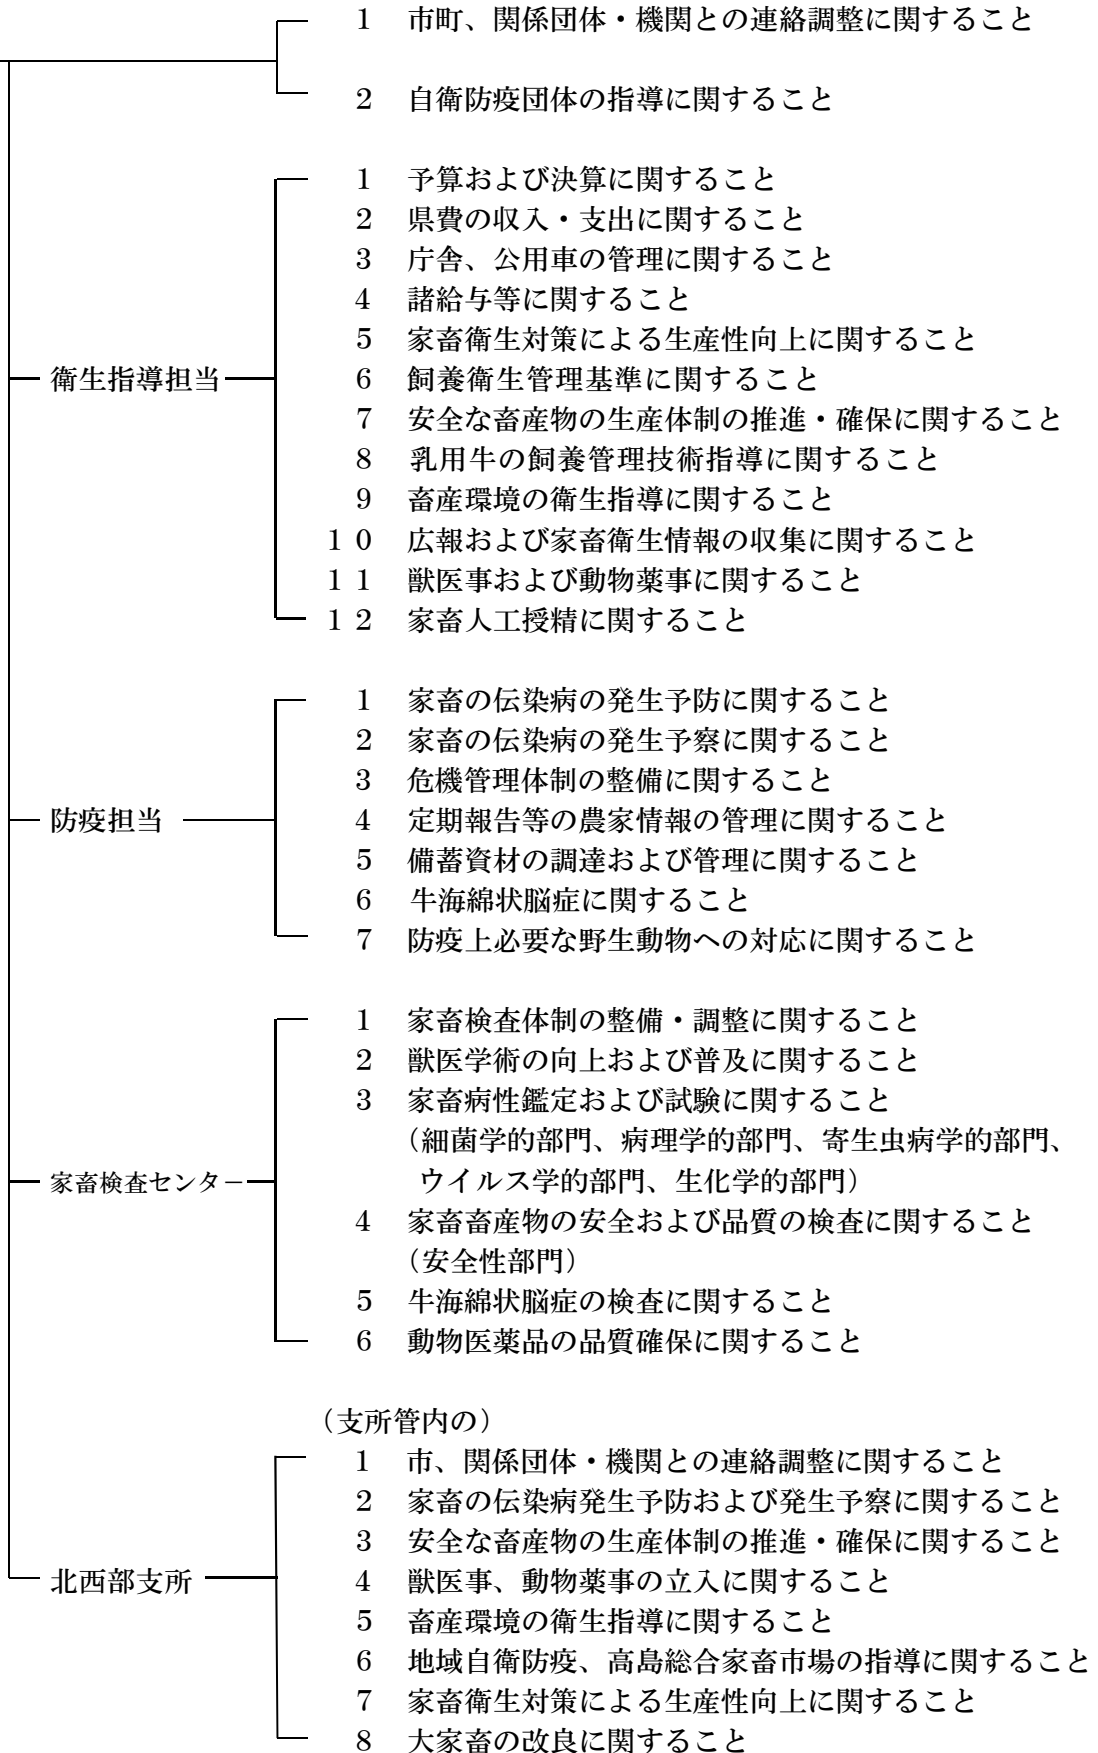 １　市町、関係団体・機関との連絡調整に関すること
２　自衛防疫団体の指導に関すること
衛生指導担当
１　予算および決算に関すること
２　県費の収入・支出に関すること
３　庁舎、公用車の管理に関すること
４　諸給与等に関すること
５　家畜衛生対策による生産性向上に関すること
６　飼養衛生管理基準に関すること
７　安全な畜産物の生産体制の推進・確保に関すること
８　乳用牛の飼養管理技術指導に関すること
９　畜産環境の衛生指導に関すること
１０　広報および家畜衛生情報の収集に関すること
１１　獣医事および動物薬事に関すること
１２　家畜人工授精に関すること
防疫担当
１　家畜の伝染病の発生予防に関すること
２　家畜の伝染病の発生予察に関すること
３　危機管理体制の整備に関すること
４　定期報告等の農家情報の管理に関すること
５　備蓄資材の調達および管理に関すること
６　牛海綿状脳症に関すること
７　防疫上必要な野生動物への対応に関すること
家畜検査センター
１　家畜検査体制の整備・調整に関すること
２　獣医学術の向上および普及に関すること
３　家畜病性鑑定および試験に関すること
（細菌学的部門、病理学的部門、寄生虫病学的部門、
ウイルス学的部門、生化学的部門）
４　家畜畜産物の安全および品質の検査に関すること
（安全性部門）
５　牛海綿状脳症の検査に関すること
６　動物医薬品の品質確保に関すること
北西部支所
（支所管内の）
１　市、関係団体・機関との連絡調整に関すること
２　家畜の伝染病発生予防および発生予察に関すること
３　安全な畜産物の生産体制の推進・確保に関すること
４　獣医事、動物薬事の立入に関すること
５　畜産環境の衛生指導に関すること
６　地域自衛防疫、高島総合家畜市場の指導に関すること
７　家畜衛生対策による生産性向上に関すること
８　大家畜の改良に関すること